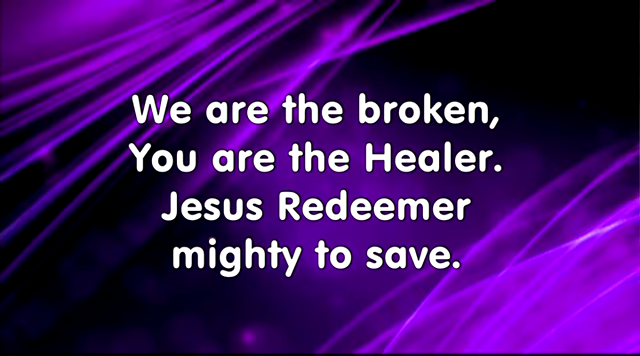 We are the broken,
You are the Healer.
Jesus Redeemer
mighty to save.